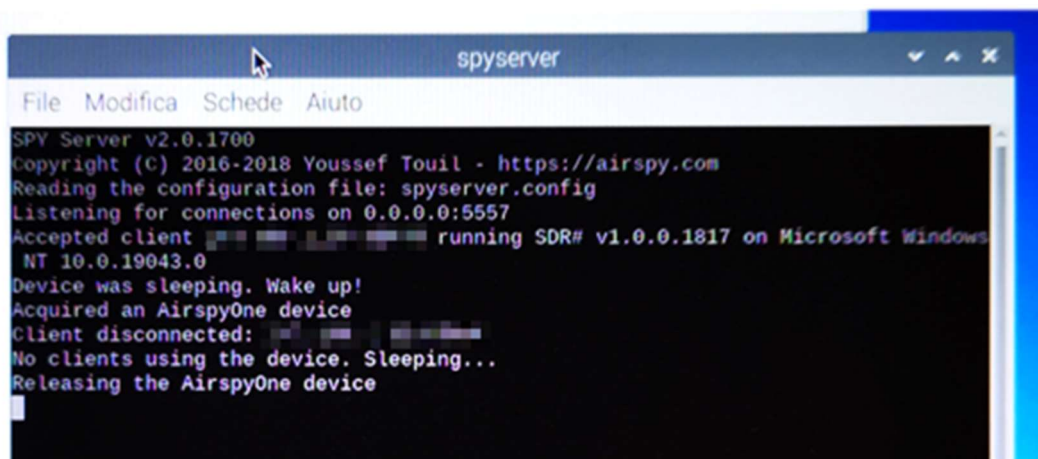 spyserver
File Modifica Schede Aiuto
SPY Server v2.0.1700
Copyright (C) 2016-2018 Youssef Touil - https://airspy.com
Reading the configuration file: spyserver.config
Listening for connections on 0.0.0.0:5557
Accepted client running SDR# v1.0.0.1817 on Microsoft Windows
NT 10.0.19043.0
Device was sleeping. Wake up!
Acquired an AirspyOne device
Client disconnected:
No clients using the device. Sleeping...
Releasing the AirspyOne device